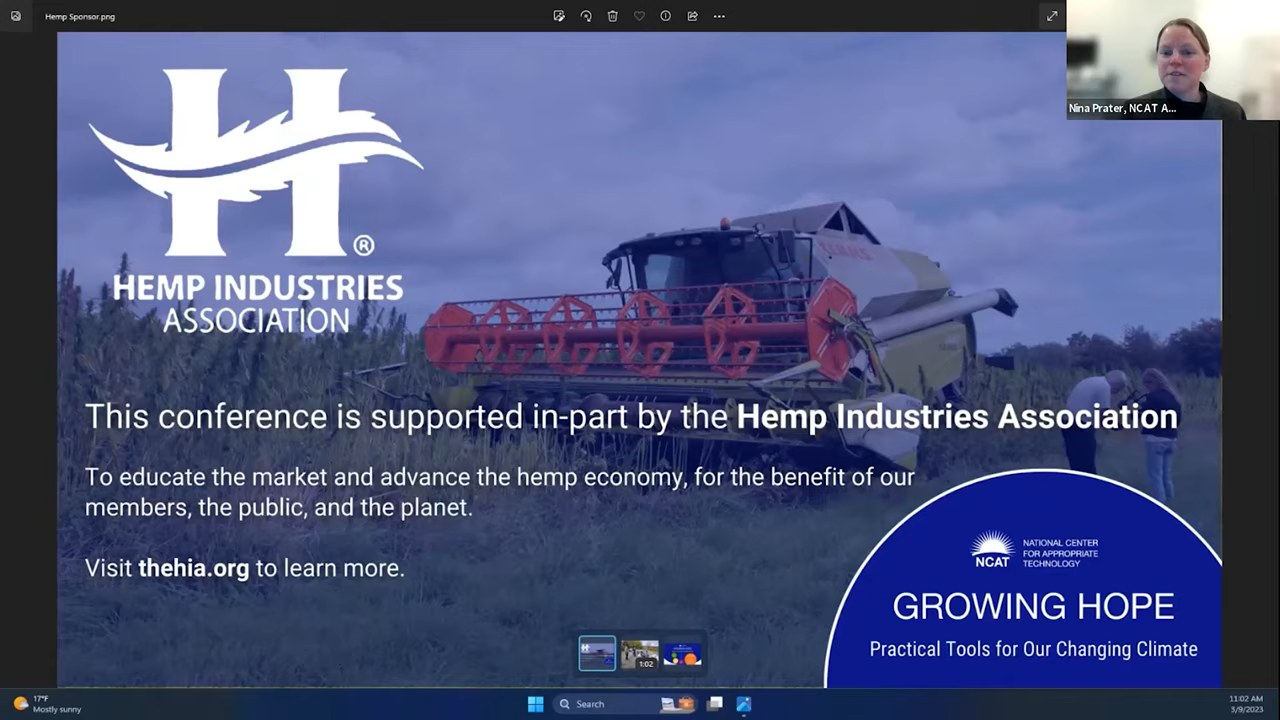 Hemp Sponsor.png
Nina Prater, NCAT A...
H
®
HEMP INDUSTRIES
ASSOCIATION
CLAAS
This conference is supported in-part by the Hemp Industries Association
To educate the market and advance the hemp economy, for the benefit of our
members, the public, and the planet.
Visit thehia.org to learn more.
NCAT
NATIONAL CENTER
FOR APPROPRIATE
TECHNOLOGY
GROWING HOPE
Practical Tools for Our Changing Climate
1:02
17°F
Mostly sunny
Search
11:02 AM
3/9/2023